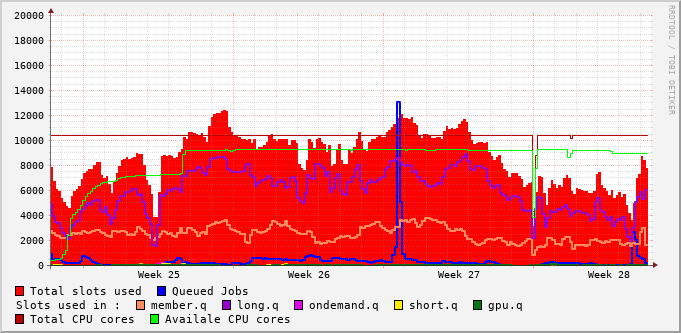 RRDTOOL / TOBI OETIKER
20000
18000
16000
14000
12000
10000
8000
6000
4000
2000
0
Week 25 Week 26 Week 27 Week 28
Total slots used Queued Jobs
Slots used in : member.q long.q ondemand.q short.q gpu.q
Total CPU cores Availale CPU cores